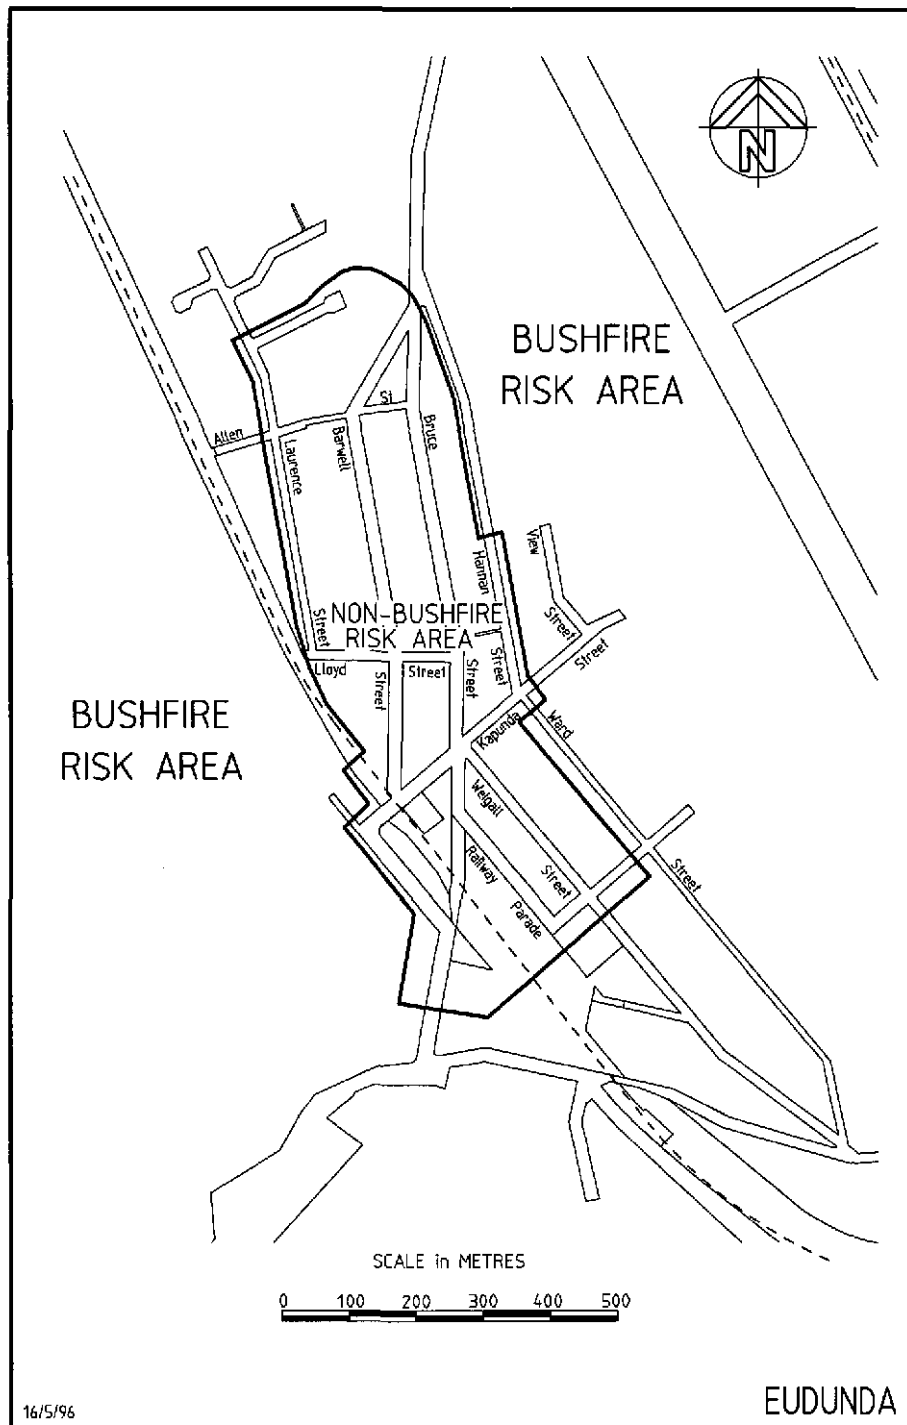 N
BUSHFIRE
RISK AREA
Allen
St
Laurence
Barwell
Bruce
Hannan
View
Street
NON-BUSHFIRE
RISK AREA
Street
Street
Street
Lloyd
Street
Street
Street
Kapunda
Ward
BUSHFIRE
RISK AREA
Weigall
Railway
Street
Parade
Street
SCALE in METRES
0 100 200 300 400 500
16/5/96
EUDUNDA